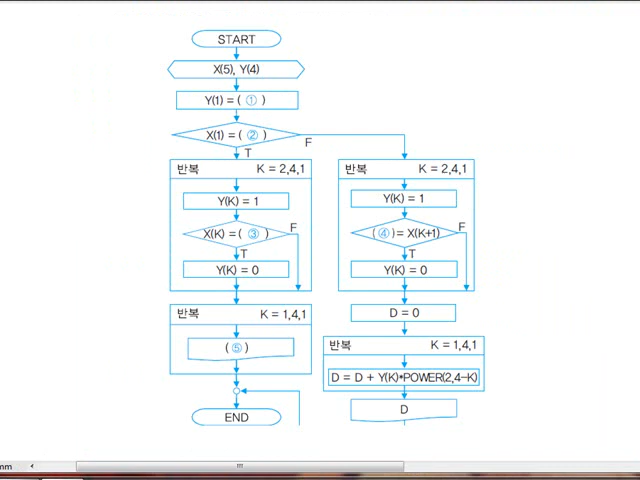 START
X(5), Y(4)
Y(1) = ( ① )
X(1) = ( ② )
F
T
반복 K = 2,4,1
Y(K) = 1
X(K) = ( ③ )
F
T
Y(K) = 0
반복 K = 1,4,1
( ⑤ )
END
반복 K = 2,4,1
Y(K) = 1
( ④ ) = X(K+1)
F
T
Y(K) = 0
D = 0
반복 K = 1,4,1
D = D + Y(K)*POWER(2,4−K)
D
mm